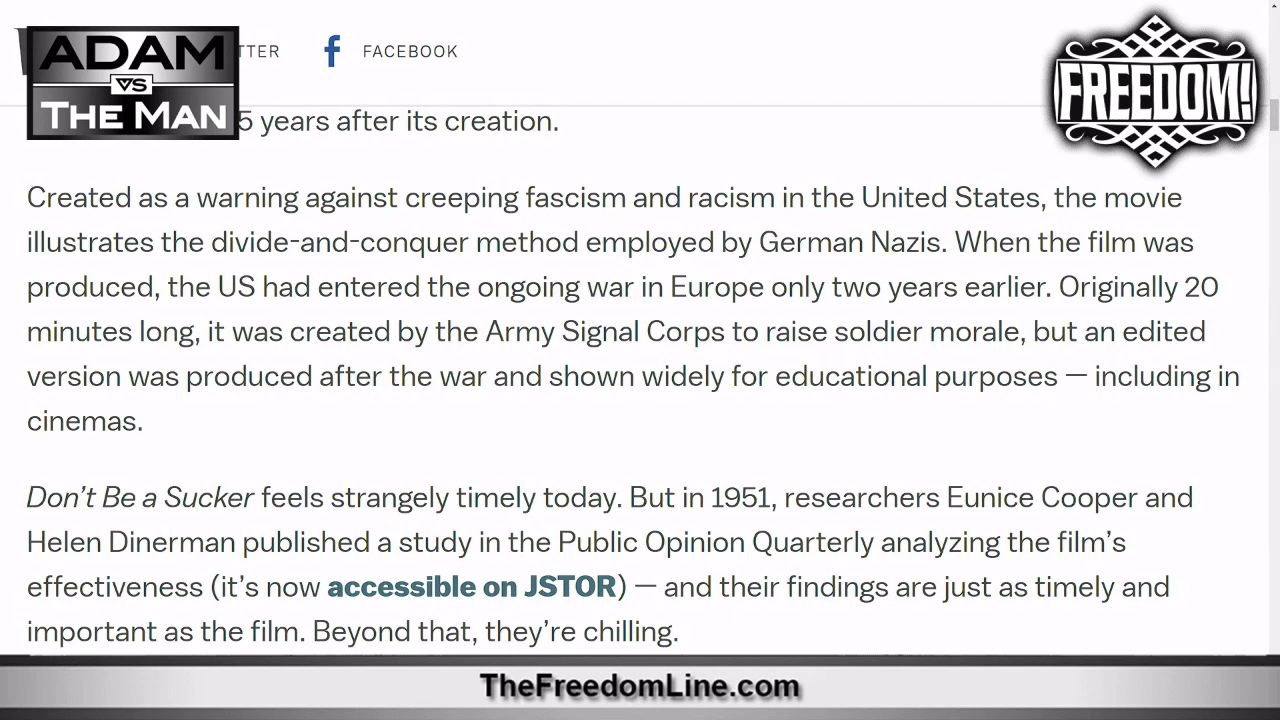 ADAM
VS
THE MAN
TTER
FACEBOOK
FREEDOM!
5 years after its creation.
Created as a warning against creeping fascism and racism in the United States, the movie
illustrates the divide-and-conquer method employed by German Nazis. When the film was
produced, the US had entered the ongoing war in Europe only two years earlier. Originally 20
minutes long, it was created by the Army Signal Corps to raise soldier morale, but an edited
version was produced after the war and shown widely for educational purposes — including in
cinemas.
Don’t Be a Sucker feels strangely timely today. But in 1951, researchers Eunice Cooper and
Helen Dinerman published a study in the Public Opinion Quarterly analyzing the film’s
effectiveness (it’s now accessible on JSTOR) — and their findings are just as timely and
important as the film. Beyond that, they’re chilling.
TheFreedomLine.com